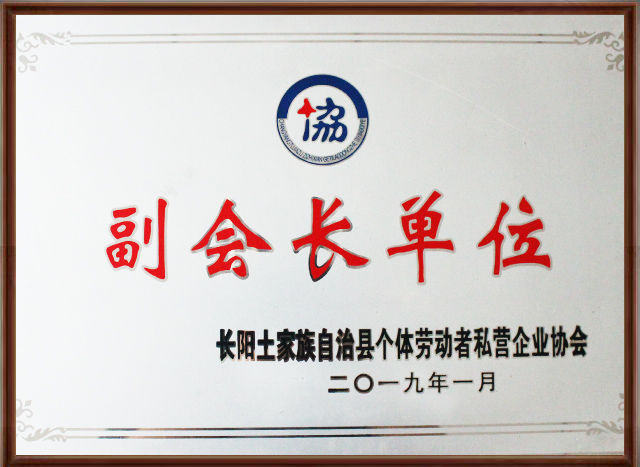 協
副会长单位
长阳土家族自治县个体劳动者私营企业协会
二〇一九年一月